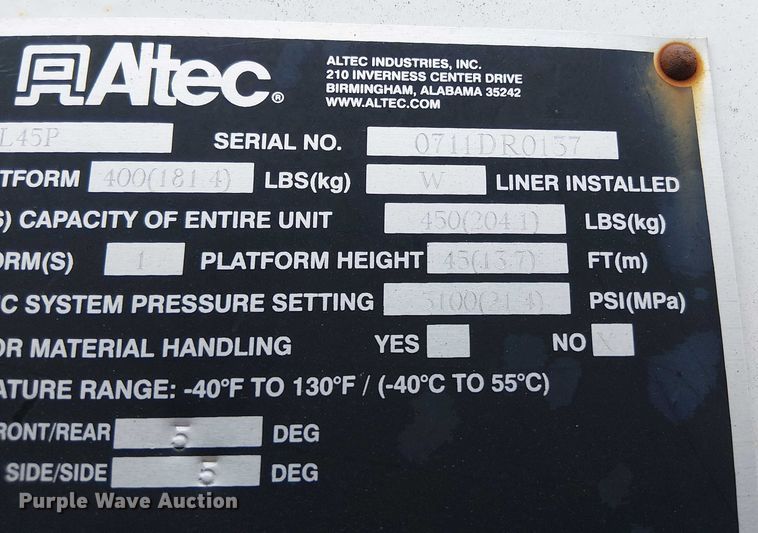 Altec®
ALTEC INDUSTRIES, INC.
210 INVERNESS CENTER DRIVE
BIRMINGHAM, ALABAMA 35242
WWW.ALTEC.COM
L45P SERIAL NO. 0711DR0157
TFORM 400(181.4) LBS(kg) W LINER INSTALLED
S) CAPACITY OF ENTIRE UNIT 450(204.1) LBS(kg)
ORM(S) 1 PLATFORM HEIGHT 45(13.7) FT(m)
C SYSTEM PRESSURE SETTING 3100(21.4) PSI(MPa)
OR MATERIAL HANDLING YES NO X
ATURE RANGE: -40°F TO 130°F / (-40°C TO 55°C)
FRONT/REAR 5 DEG
SIDE/SIDE 5 DEG
Purple Wave Auction